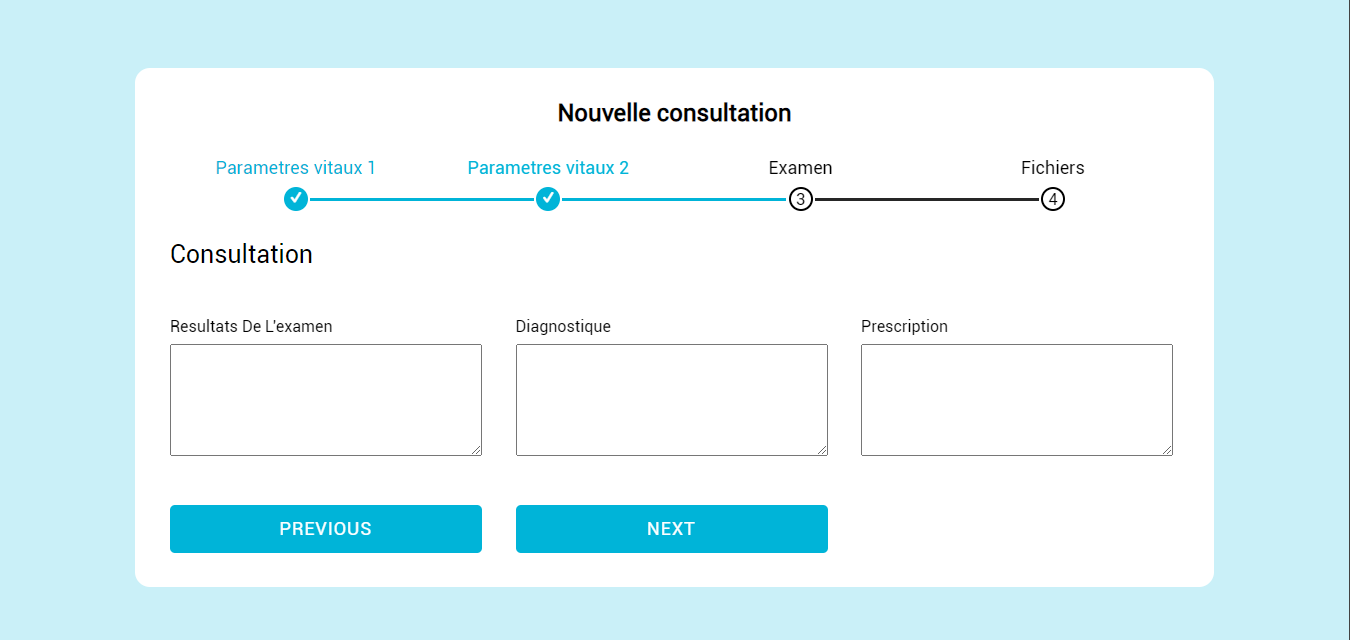 Nouvelle consultation
Parametres vitaux 1 Parametres vitaux 2 Examen Fichiers
3 4
Consultation
Resultats De L'examen Diagnostique Prescription
PREVIOUS NEXT